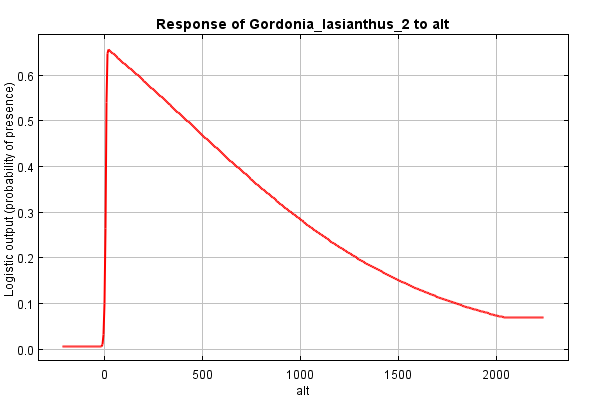 Response of Gordonia_lasianthus_2 to alt
Logistic output (probability of presence)
0.6
0.5
0.4
0.3
0.2
0.1
0.0
0 500 1000 1500 2000
alt